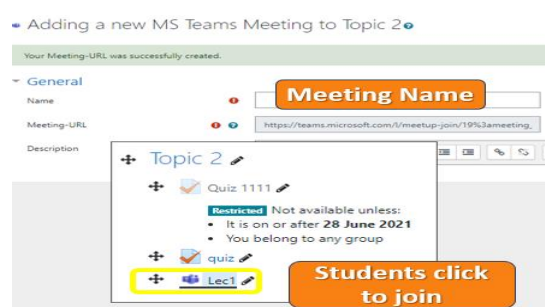 Adding a new MS Teams Meeting to Topic 2
Your Meeting-URL was successfully created.
General
Name
Meeting Name
Meeting-URL
https://teams.microsoft.com/l/meetup-join/19%3ameeting_
Description
Topic 2
Quiz 1111
Restricted Not available unless:
• It is on or after 28 June 2021
• You belong to any group
quiz
Lec1
Students click
to join